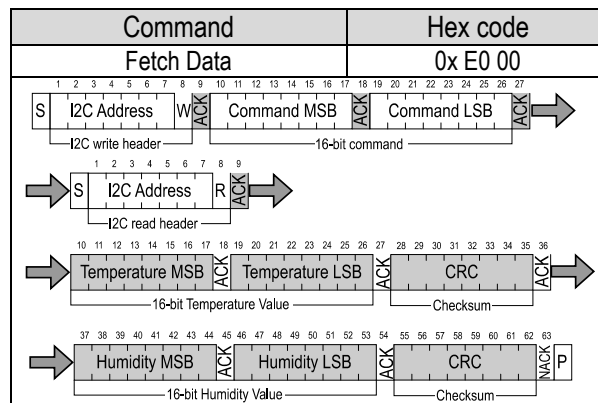 Command Hex code
Fetch Data 0x E0 00
1 2 3 4 5 6 7 8 9 10 11 12 13 14 15 16 17 18 19 20 21 22 23 24 25 26 27
S I2C Address W ACK Command MSB ACK Command LSB ACK
I2C write header 16-bit command
1 2 3 4 5 6 7 8 9
S I2C Address R ACK
I2C read header
10 11 12 13 14 15 16 17 18 19 20 21 22 23 24 25 26 27 28 29 30 31 32 33 34 35 36
Temperature MSB ACK Temperature LSB ACK CRC ACK
16-bit Temperature Value Checksum
37 38 39 40 41 42 43 44 45 46 47 48 49 50 51 52 53 54 55 56 57 58 59 60 61 62 63
Humidity MSB ACK Humidity LSB ACK CRC NACK P
16-bit Humidity Value Checksum